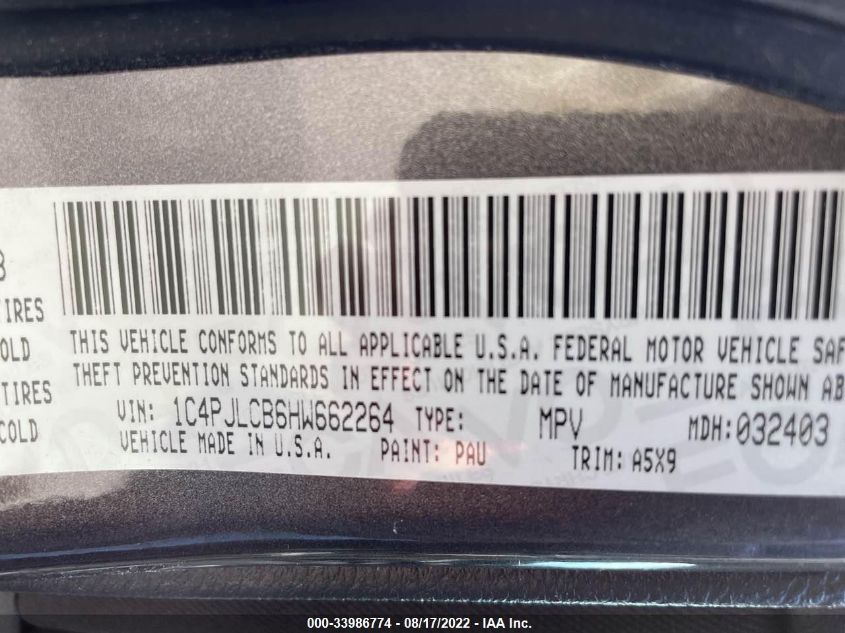 3
TIRES
COLD
TIRES
COLD
THIS VEHICLE CONFORMS TO ALL APPLICABLE U.S.A. FEDERAL MOTOR VEHICLE SAF
THEFT PREVENTION STANDARDS IN EFFECT ON THE DATE OF MANUFACTURE SHOWN AB
VIN: 1C4PJLCB6HW662264 TYPE: MPV MDH: 032403
VEHICLE MADE IN U.S.A. PAINT: PAU TRIM: A5X9
000-33986774 - 08/17/2022 - IAA Inc.